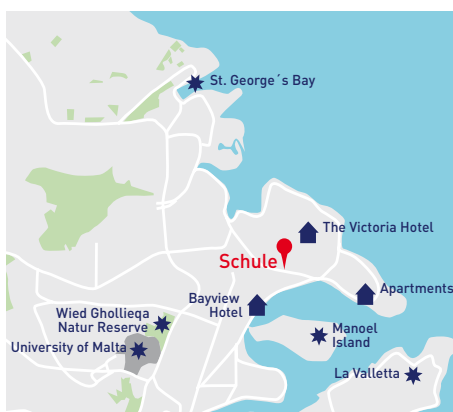 St. George´s Bay
The Victoria Hotel
Schule
Apartments
Bayview
Hotel
Wied Ghollieqa
Natur Reserve
Manoel
Island
University of Malta
La Valletta